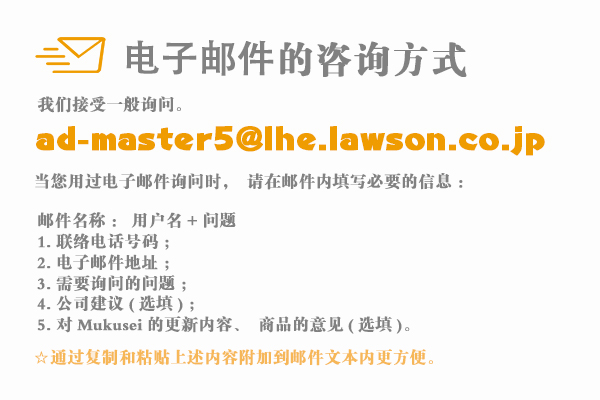 电子邮件的咨询方式
我们接受一般询问。
ad-master5@lhe.lawson.co.jp
当您用过电子邮件询问时， 请在邮件内填写必要的信息：
邮件名称： 用户名 + 问题
1. 联络电话号码；
2. 电子邮件地址；
3. 需要询问的问题；
4. 公司建议 ( 选填 )；
5. 对 Mukusei 的更新内容、 商品的意见 ( 选填 )。
☆通过复制和粘贴上述内容附加到邮件文本内更方便。